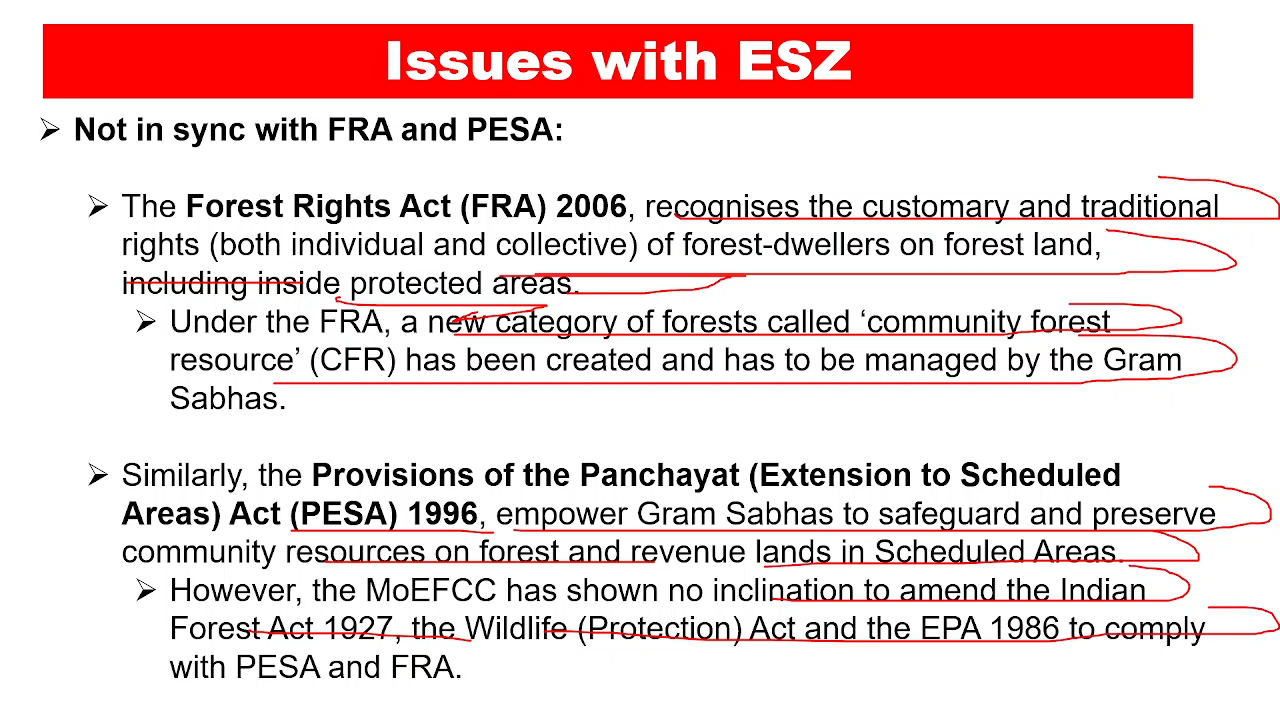 Issues with ESZ
➢ Not in sync with FRA and PESA:
➢ The Forest Rights Act (FRA) 2006, recognises the customary and traditional
rights (both individual and collective) of forest-dwellers on forest land,
including inside protected areas.
➢ Under the FRA, a new category of forests called ‘community forest
resource’ (CFR) has been created and has to be managed by the Gram
Sabhas.
➢ Similarly, the Provisions of the Panchayat (Extension to Scheduled
Areas) Act (PESA) 1996, empower Gram Sabhas to safeguard and preserve
community resources on forest and revenue lands in Scheduled Areas.
➢ However, the MoEFCC has shown no inclination to amend the Indian
Forest Act 1927, the Wildlife (Protection) Act and the EPA 1986 to comply
with PESA and FRA.